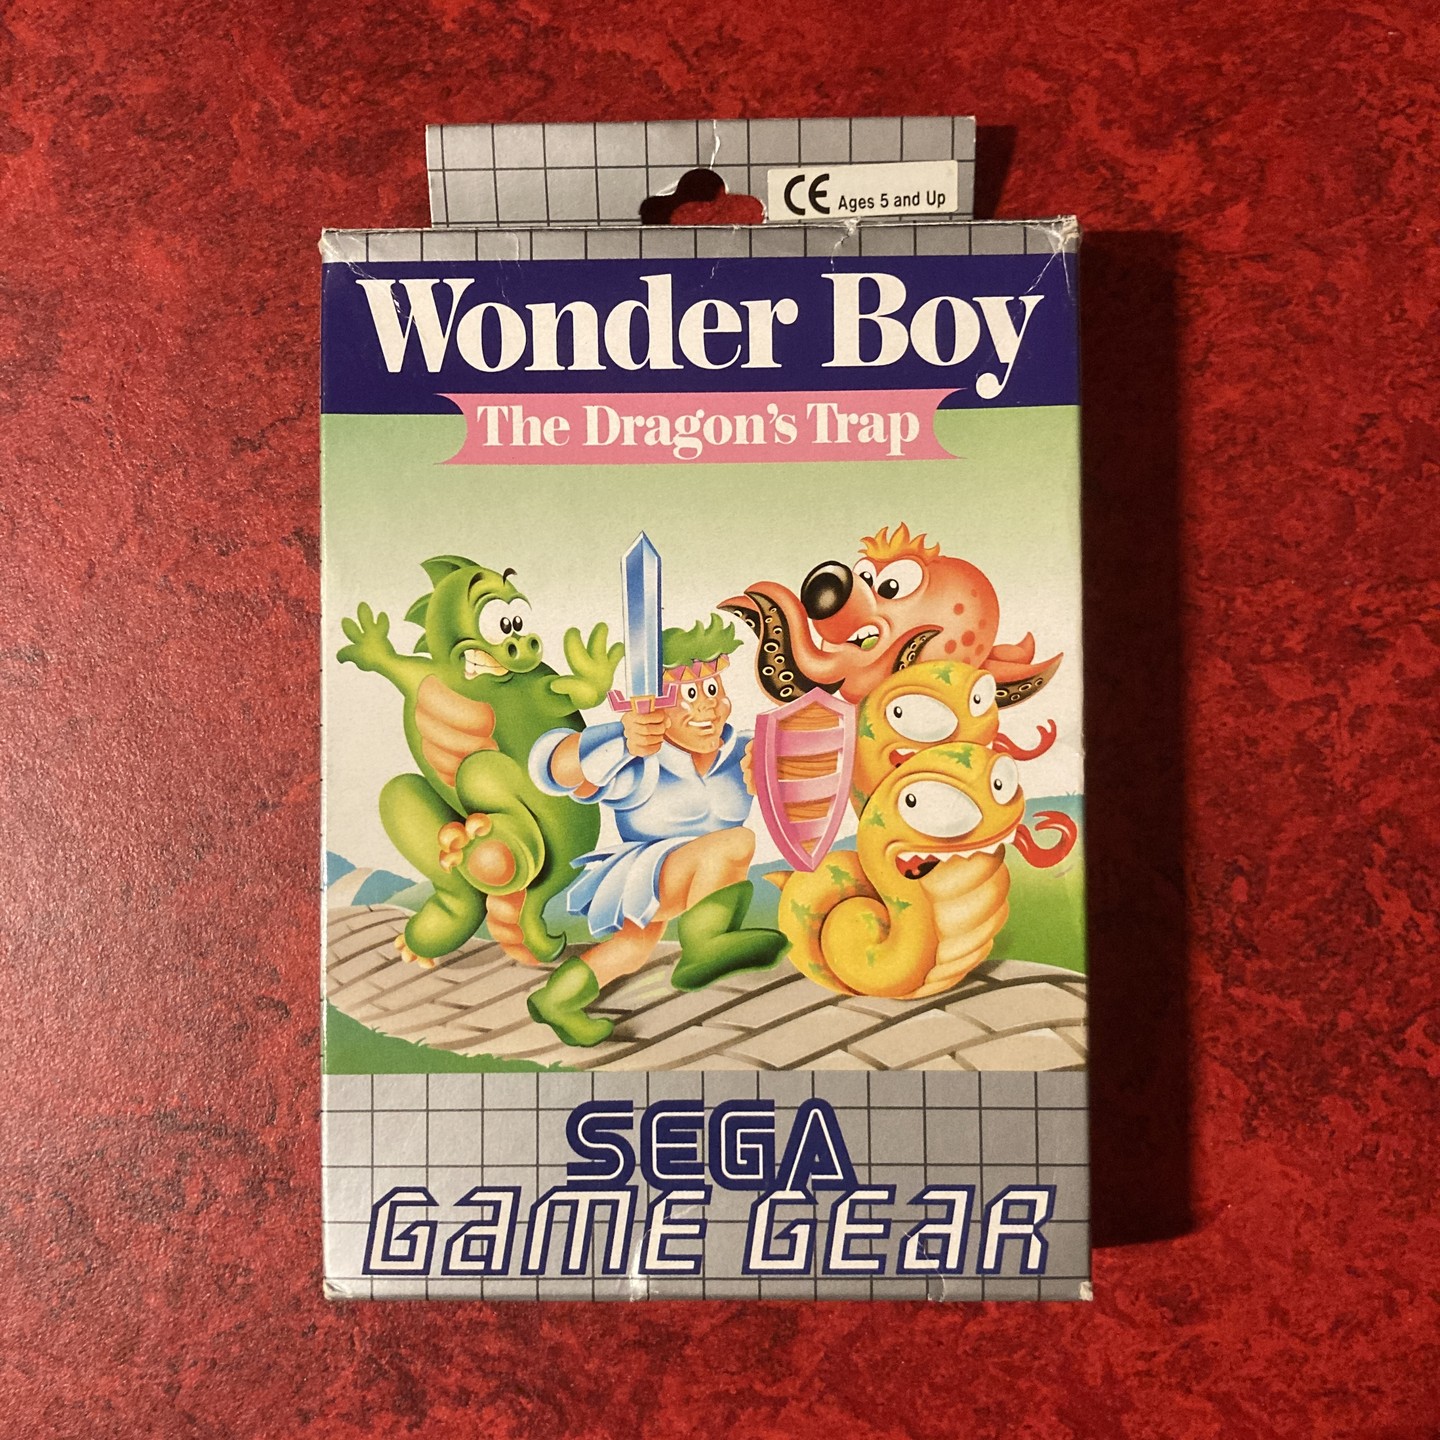 CE Ages 5 and Up
Wonder Boy
The Dragon's Trap
SEGA
GAME GEAR